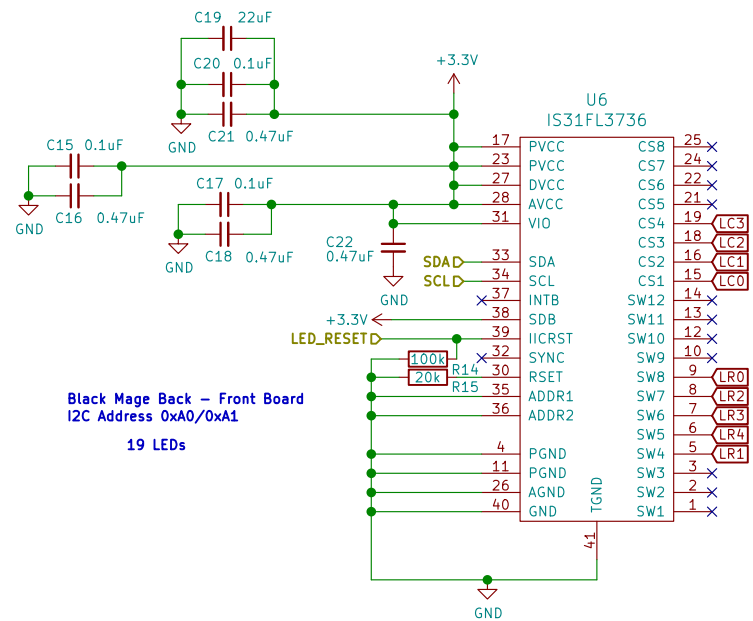 C19 22uF
C20 0.1uF
C21 0.47uF
GND
+3.3V
C15 0.1uF
C16 0.47uF
GND
C17 0.1uF
C18 0.47uF
GND
C22
0.47uF
GND
U6
IS31FL3736
17 PVCC CS8 25
23 PVCC CS7 24
27 DVCC CS6 22
28 AVCC CS5 21
31 VIO CS4 19 LC3
CS3 18 LC2
SDA 33 SDA CS2 16 LC1
SCL 34 SCL CS1 15 LC0
37 INTB SW12 14
+3.3V 38 SDB SW11 13
LED_RESET 39 IICRST SW10 12
100k R14 32 SYNC SW9 10
20k R15 30 RSET SW8 9 LR0
35 ADDR1 SW7 8 LR2
36 ADDR2 SW6 7 LR3
SW5 6 LR4
4 PGND SW4 5 LR1
11 PGND SW3 3
26 AGND SW2 2
40 GND SW1 1
TGND
41
GND
Black Mage Back – Front Board
I2C Address 0xA0/0xA1
19 LEDs